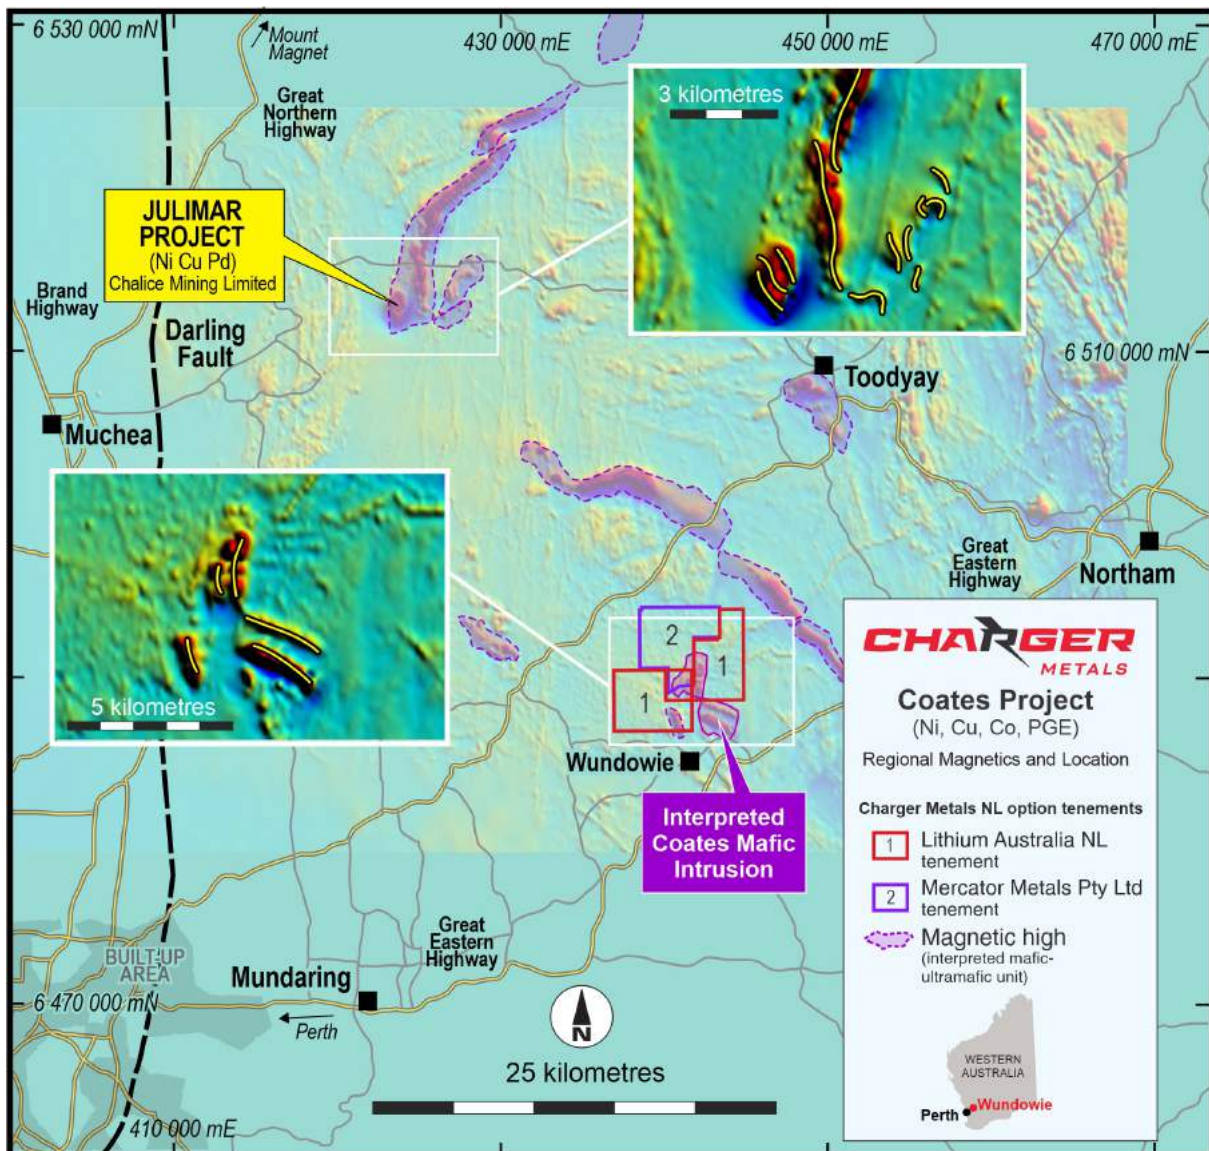 6 530 000 mN
Mount
Magnet
430 000 mE
450 000 mE
470 000 mE
Great
Northern
Highway
3 kilometres
JULIMAR
PROJECT
(Ni Cu Pd)
Chalice Mining Limited
Brand
Highway
Darling
Fault
6 510 000 mN
Toodyay
Muchea
Great
Eastern
Highway
Northam
5 kilometres
2
1
1
Wundowie
Interpreted
Coates Mafic
Intrusion
CHARGER
METALS
Coates Project
(Ni, Cu, Co, PGE)
Regional Magnetics and Location
Charger Metals NL option tenements
1 Lithium Australia NL
tenement
2 Mercator Metals Pty Ltd
tenement
Magnetic high
(interpreted mafic-
ultramafic unit)
WESTERN
AUSTRALIA
Perth
Wundowie
Great
Eastern
Highway
BUILT UP
AREA
Mundaring
6 470 000 mN
Perth
N
25 kilometres
410 000 mE